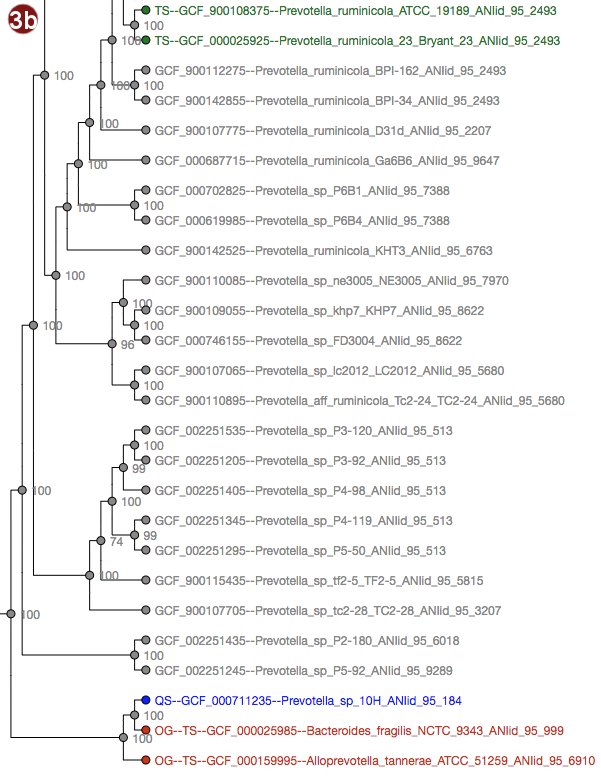 3b
TS--GCF_900108375--Prevotella_ruminicola_ATCC_19189_ANIid_95_2493
100
TS--GCF_000025925--Prevotella_ruminicola_23_Bryant_23_ANIid_95_2493
100
GCF_900112275--Prevotella_ruminicola_BPI-162_ANIid_95_2493
100
100
100
GCF_900142855--Prevotella_ruminicola_BPI-34_ANIid_95_2493
100
GCF_900107775--Prevotella_ruminicola_D31d_ANIid_95_2207
GCF_000687715--Prevotella_ruminicola_Ga6B6_ANIid_95_9647
100
GCF_000702825--Prevotella_sp_P6B1_ANIid_95_7388
100
100
GCF_000619985--Prevotella_sp_P6B4_ANIid_95_7388
GCF_900142525--Prevotella_ruminicola_KHT3_ANIid_95_6763
100
GCF_900110085--Prevotella_sp_ne3005_NE3005_ANIid_95_7970
100
GCF_900109055--Prevotella_sp_khp7_KHP7_ANIid_95_8622
100
100
GCF_000746155--Prevotella_sp_FD3004_ANIid_95_8622
96
GCF_900107065--Prevotella_sp_lc2012_LC2012_ANIid_95_5680
100
GCF_900110895--Prevotella_aff_ruminicola_Tc2-24_TC2-24_ANIid_95_5680
GCF_002251535--Prevotella_sp_P3-120_ANIid_95_513
100
GCF_002251205--Prevotella_sp_P3-92_ANIid_95_513
99
GCF_002251405--Prevotella_sp_P4-98_ANIid_95_513
100
100
GCF_002251345--Prevotella_sp_P4-119_ANIid_95_513
99
74
GCF_002251295--Prevotella_sp_P5-50_ANIid_95_513
100
GCF_900115435--Prevotella_sp_tf2-5_TF2-5_ANIid_95_5815
GCF_900107705--Prevotella_sp_tc2-28_TC2-28_ANIid_95_3207
100
GCF_002251435--Prevotella_sp_P2-180_ANIid_95_6018
100
GCF_002251245--Prevotella_sp_P5-92_ANIid_95_9289
QS--GCF_000711235--Prevotella_sp_10H_ANIid_95_184
100
OG--TS--GCF_000025985--Bacteroides_fragilis_NCTC_9343_ANIid_95_999
100
OG--TS--GCF_000159995--Alloprevotella_tannerae_ATCC_51259_ANIid_95_6910